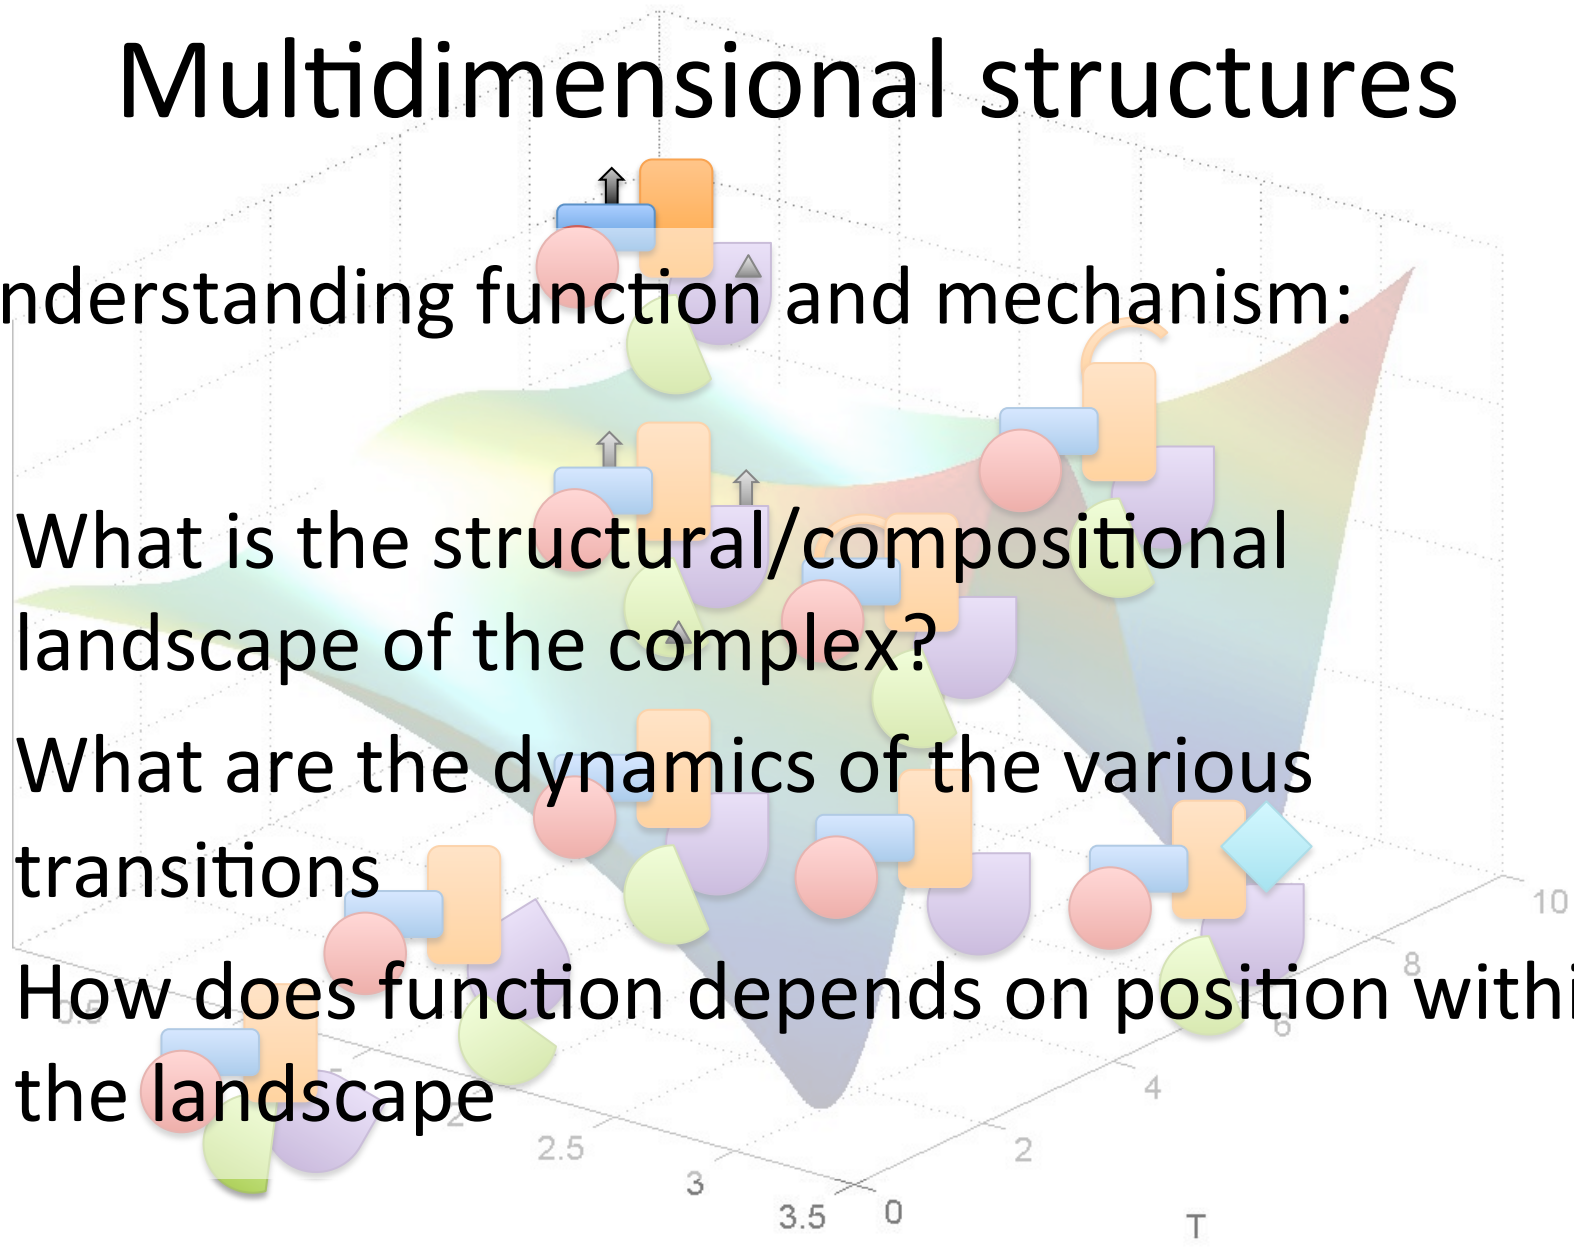 Multidimensional structures
nderstanding function and mechanism:
What is the structural/compositional
landscape of the complex?
What are the dynamics of the various
transitions
How does function depends on position withi
the landscape
10
8
6
4
2
0
T
0.5
2
2.5
3
3.5